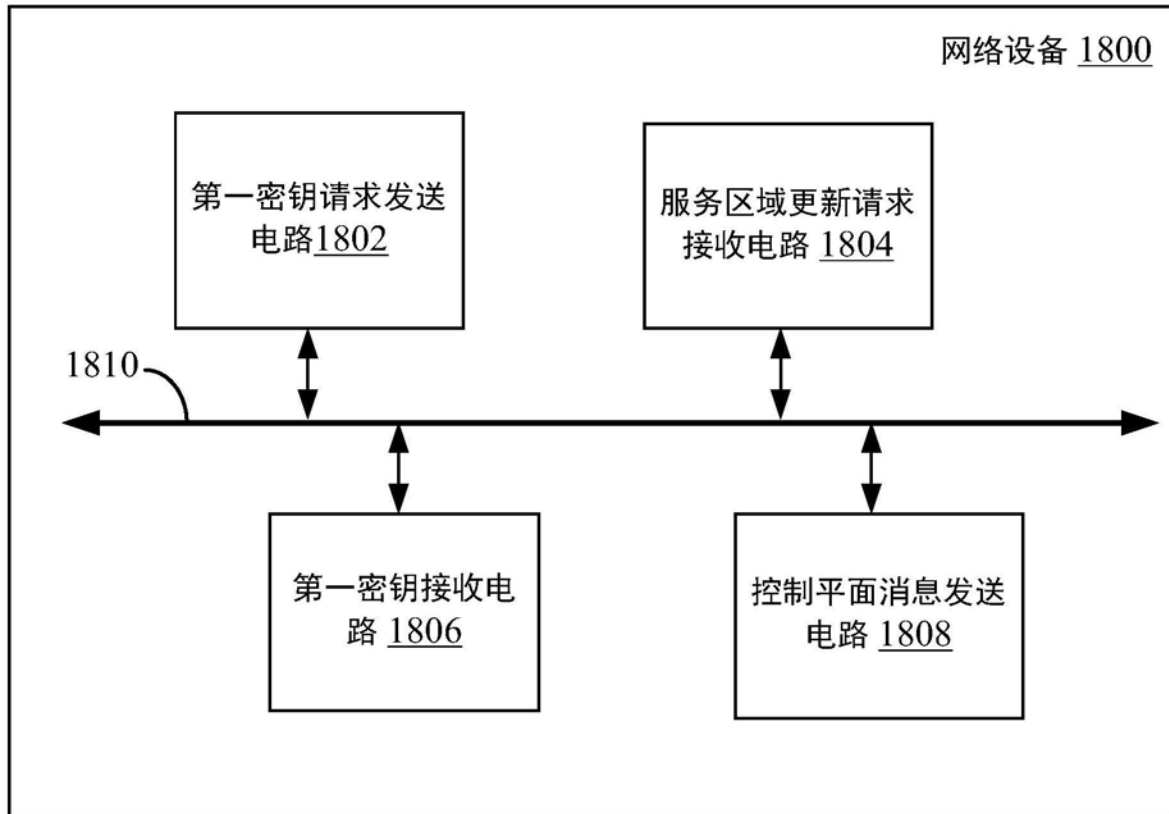 网络设备 1800
第一密钥请求发送
电路1802
服务区域更新请求
接收电路 1804
1810
第一密钥接收电
路 1806
控制平面消息发送
电路 1808